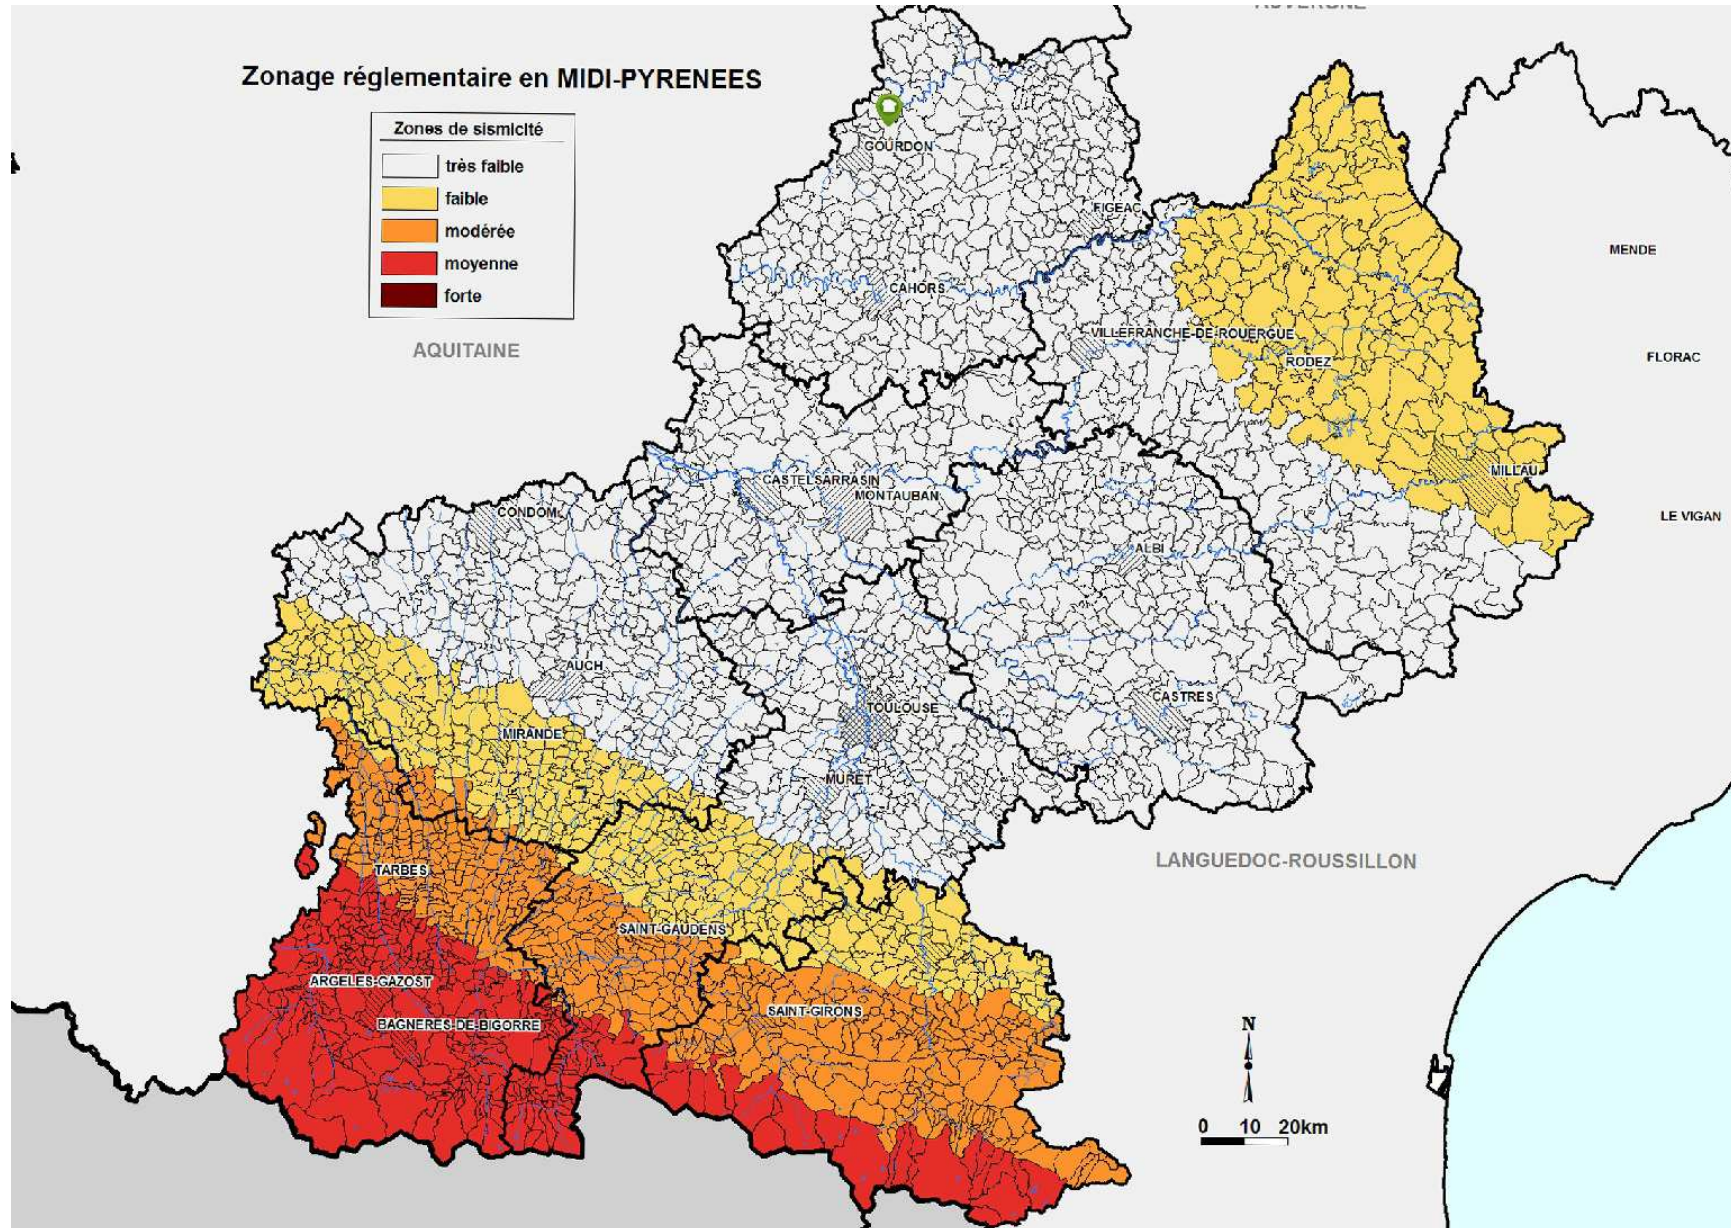 Zonage réglementaire en MIDI-PYRENEES
Zones de sismicité
très faible
faible
modérée
moyenne
forte
AQUITAINE
GOURDON
FIGEAC
CAHORS
MENDE
VILLEFRANCHE-DE-ROUERGUE
RODEZ
FLORAC
CASTELSARRASIN
MONTAUBAN
MILLAU
CONDOM
LE VIGAN
ALBI
AUCH
CASTRES
TOULOUSE
MIRANDE
MURET
LANGUEDOC-ROUSSILLON
TARBES
SAINT-GAUDENS
ARGELES-GAZOST
SAINT-GIRONS
BAGNERES-DE-BIGORRE
N
0 10 20km